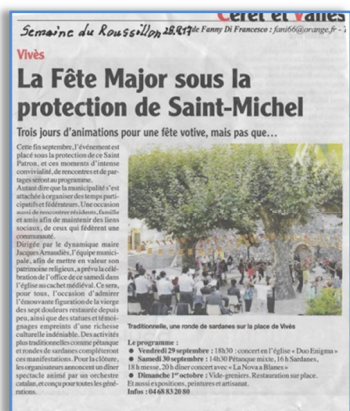 Ceret et Vallés
Semaine du Roussillon 28.9.17 de Fanny Di Francesco : fani66@orange.fr -
Vivès
La Fête Major sous la
protection de Saint-Michel
Trois jours d'animations pour une fête votive, mais pas que…
Cette fin septembre, l'événement est
placé sous la protection de ce Saint
Patron, et ces moments d'intense
convivialité, de rencontres et de par-
tages seront au programme.
Autant dire que la municipalité s'est
attachée à organiser des temps parti-
cipatifs et fédérateurs. Une occasion
aussi de rencontres résidents, famille
et amis afin de maintenir des liens
sociaux, de ceux qui fédèrent une
communauté.
Dirigée par le dynamique maire
Jacques Arnaudiès, l'équipe munici-
pale, afin de mettre en valeur son
patrimoine religieux, a prévu la célé-
bration de l'office de ce samedi dans
l'église au cachet médiéval. Ce sera,
pour tous, l'occasion d'admirer
l'émouvante figuration de la vierge
des sept douleurs restaurée depuis
peu, ainsi que des statues et témoi-
gnages empreints d'une richesse
culturelle indéniable. Des activités
plus traditionnelles comme pétanque
et rondes de sardanes complèteront
ces manifestations. Pour la clôture,
les organisateurs annoncent un dîner
spectacle animé par un orchestre
catalan, et conçu pour toutes les géné-
rations.
Traditionnelle, une ronde de sardanes sur la place de Vivès
Le programme :
● Vendredi 29 septembre : 18h30 : concert en l'église « Duo Enigma »
● Samedi 30 septembre : 14h30 Pétanque mixte, 16 h Sardanes,
18 h messe, 20 h dîner concert avec « La Nova a Blanes »
● Dimanche 1er octobre : Vide-greniers. Restauration sur place.
Et aussi expositions, peintures et artisanat.
Infos : 04 68 83 20 80